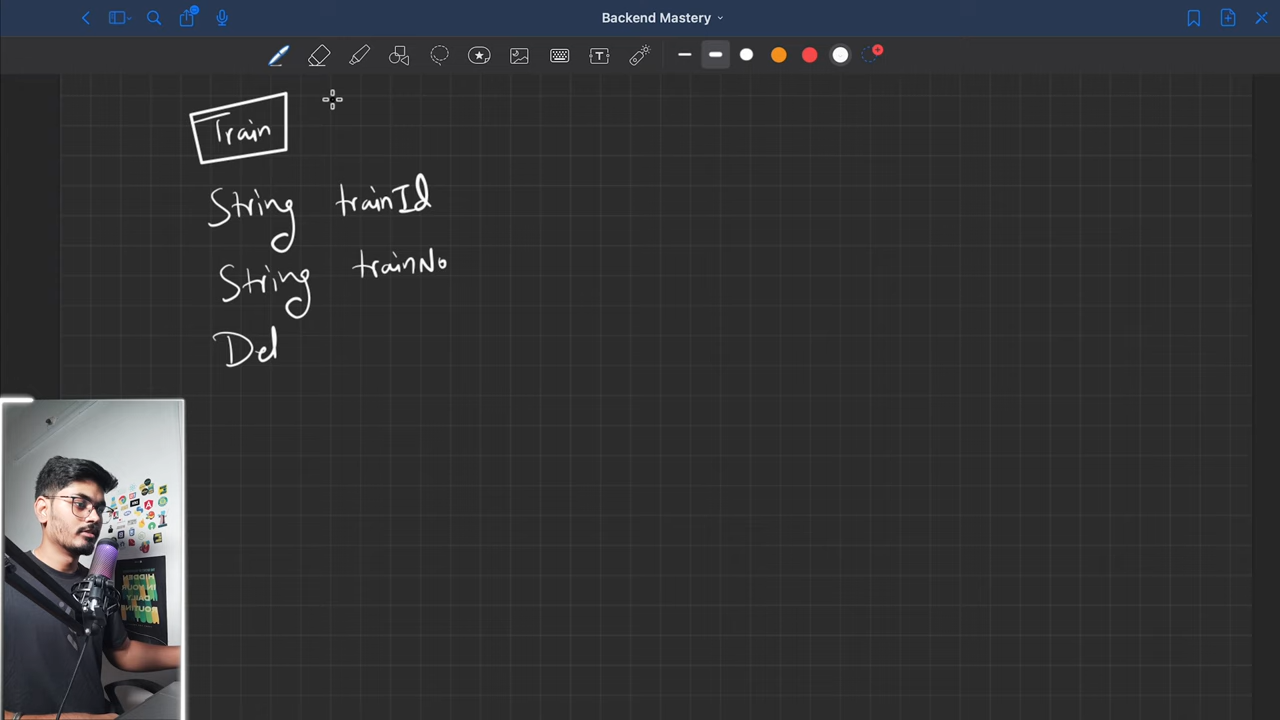 Backend Mastery
Train
String trainId
String trainNo
Del